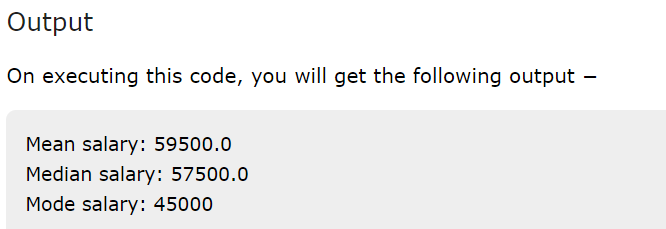 Output
On executing this code, you will get the following output −
Mean salary: 59500.0
Median salary: 57500.0
Mode salary: 45000